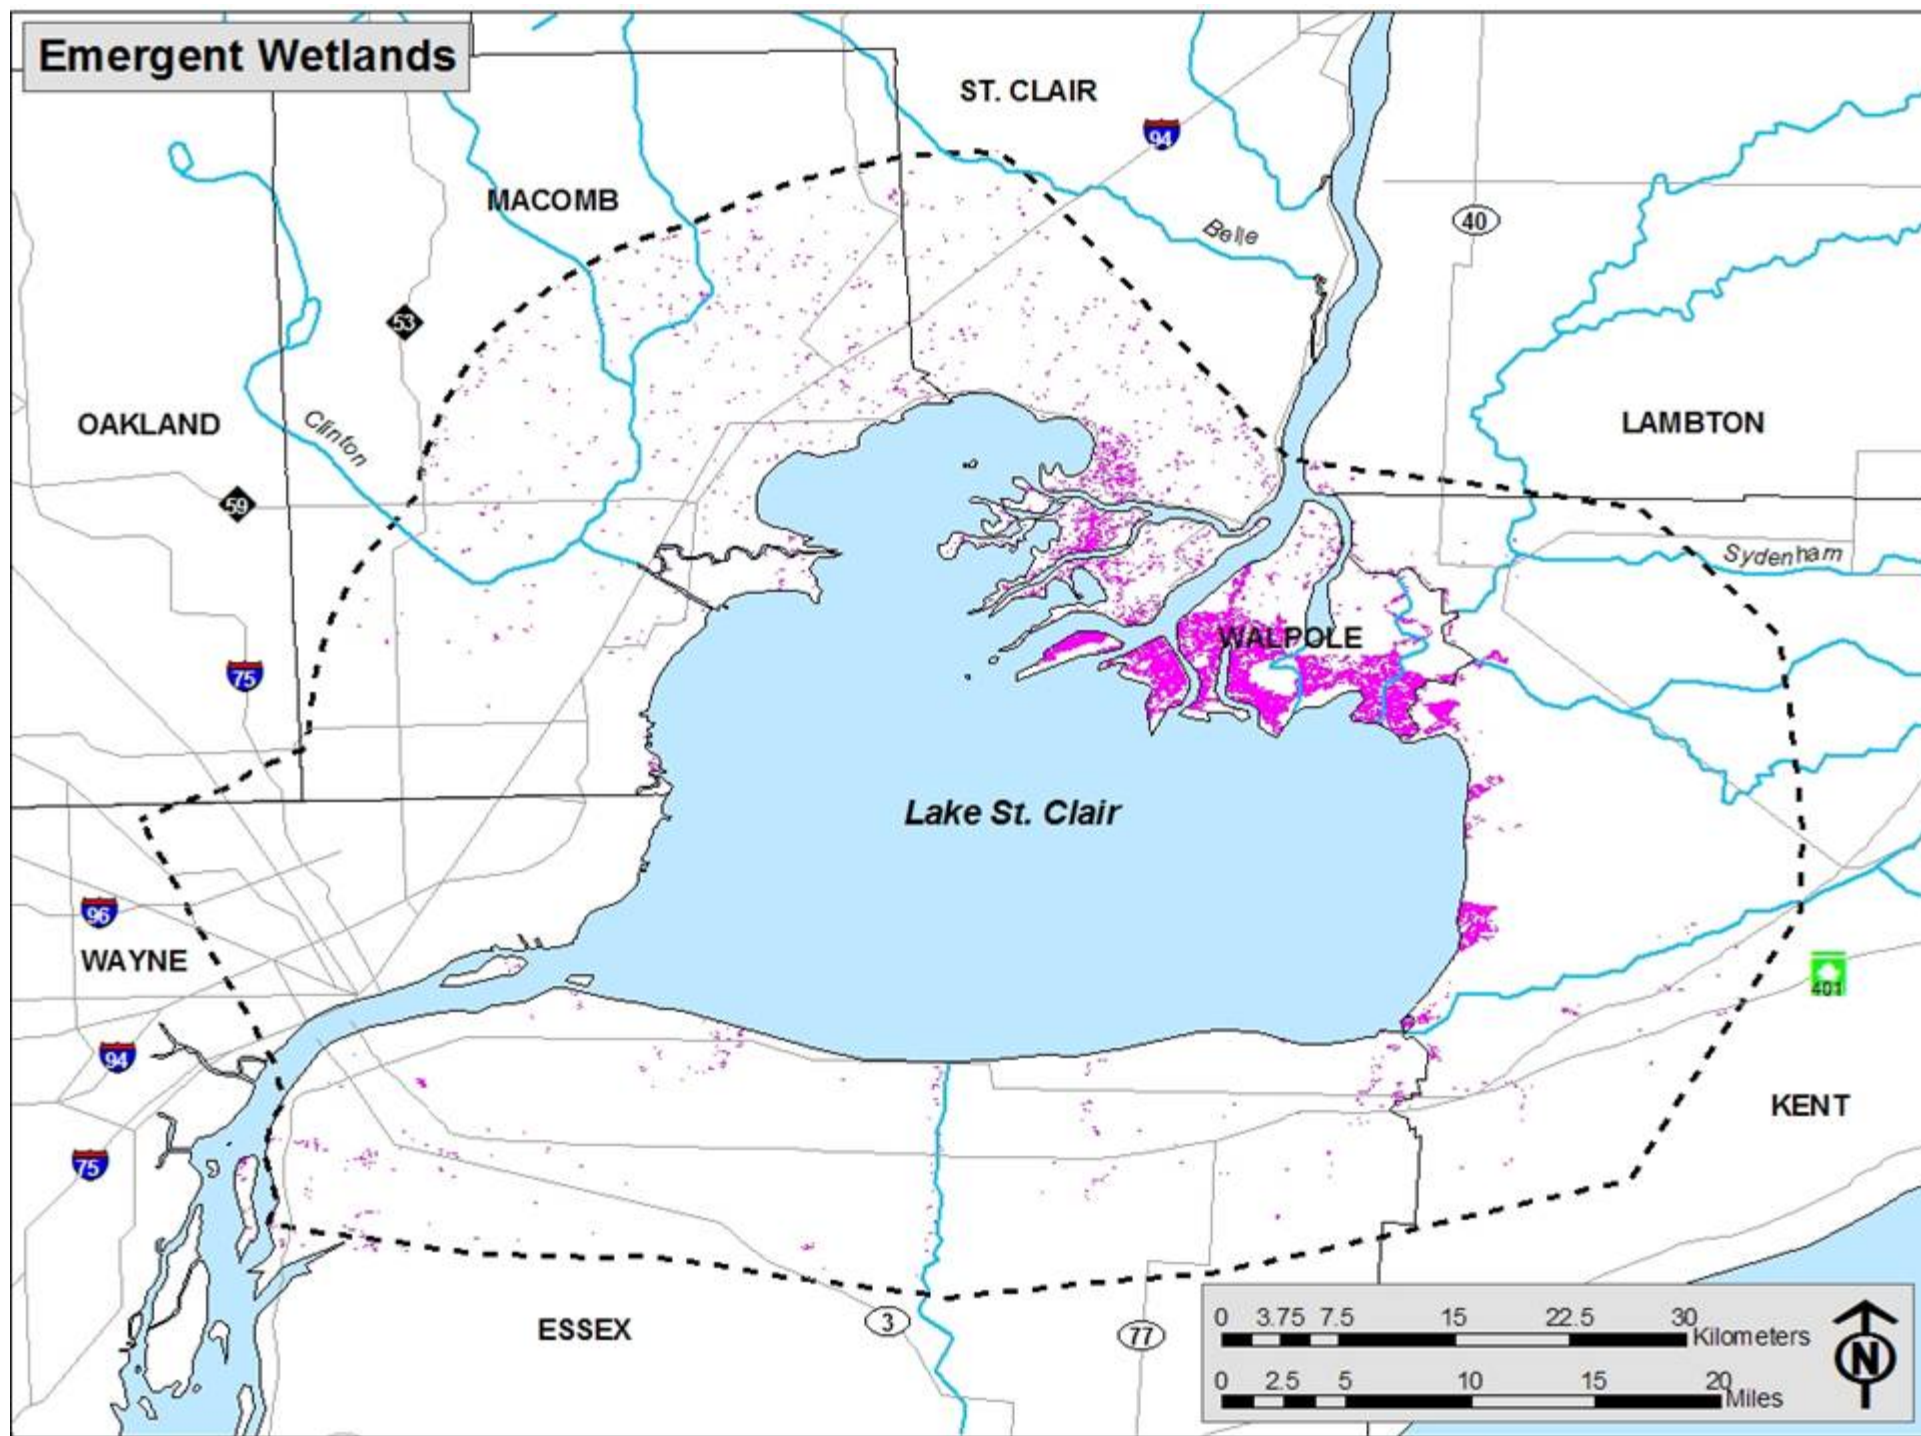 Emergent Wetlands
ST. CLAIR
94
MACOMB
40
Belle
53
OAKLAND
Clinton
LAMBTON
59
Sydenham
WALPOLE
75
Lake St. Clair
96
WAYNE
401
94
KENT
75
ESSEX
3
77
0 3.75 7.5 15 22.5 30
Kilometers
0 2.5 5 10 15 20
Miles
N